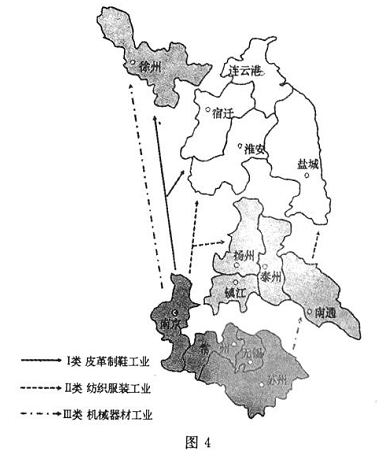 徐州
连云港
宿迁
淮安
盐城
扬州
泰州
镇江
南京
南通
常州
无锡
苏州
I类 皮革制鞋工业
II类 纺织服装工业
III类 机械器材工业
图 4